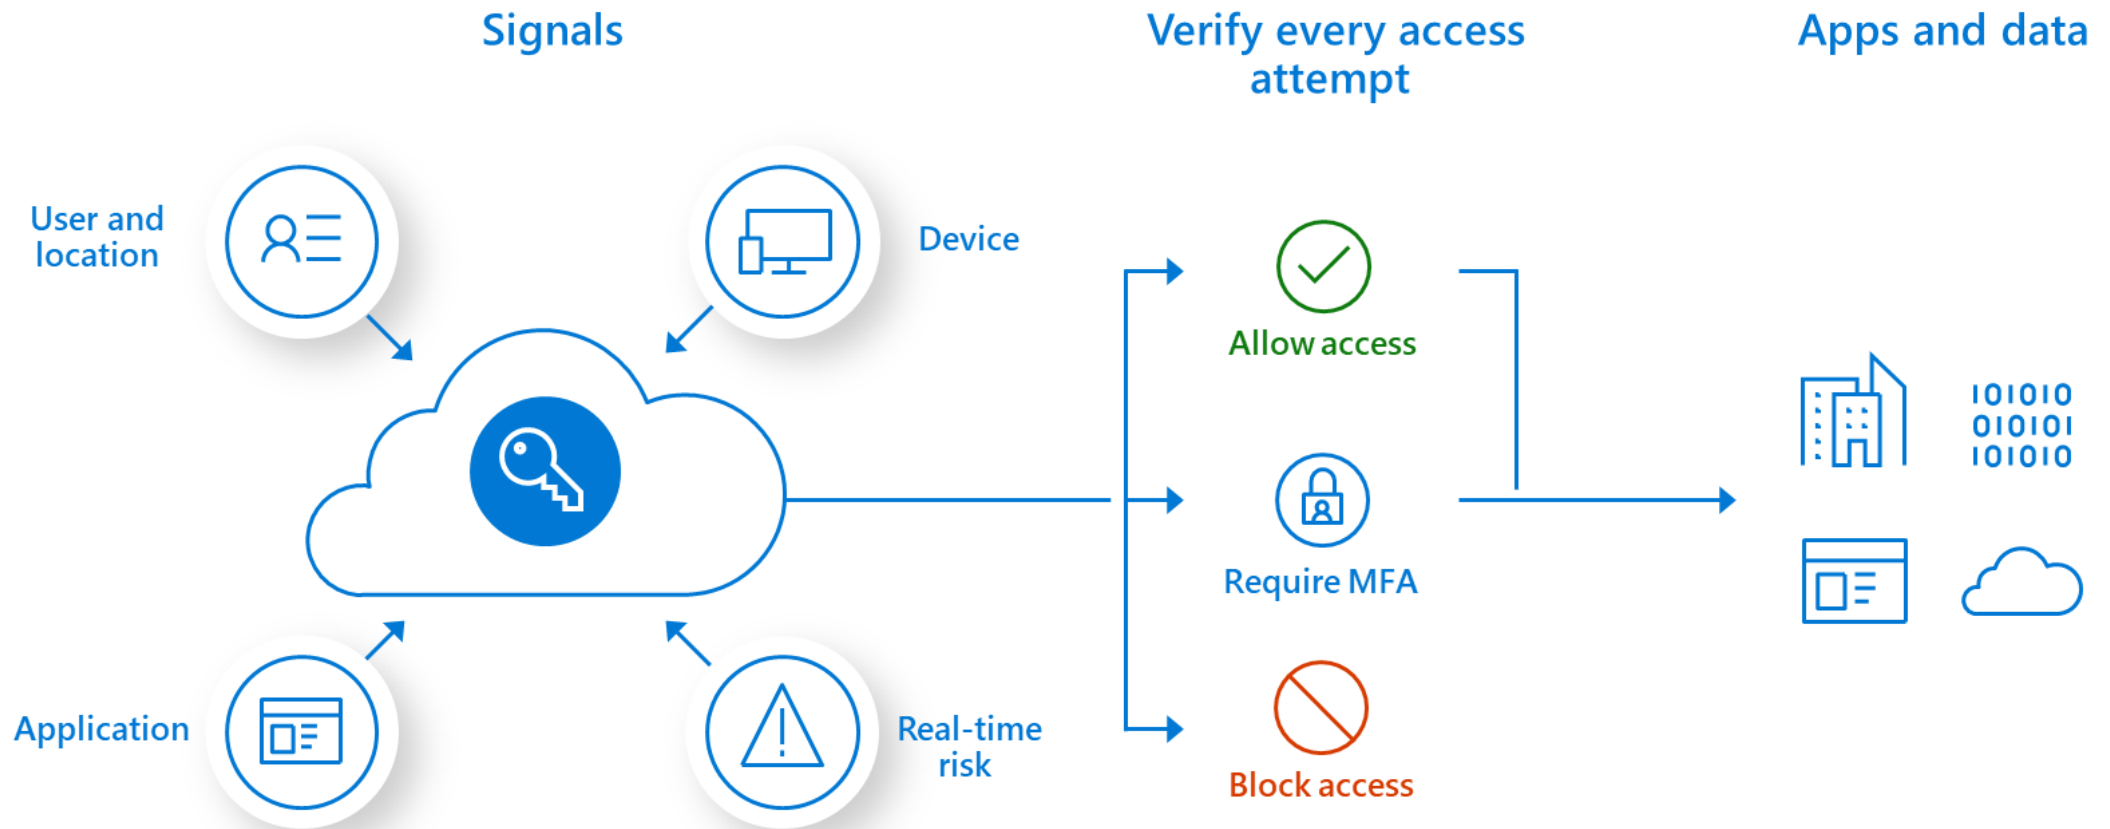 Signals
Verify every access
attempt
Apps and data
User and
location
Device
Allow access
101010
010101
101010
Require MFA
Application
Real-time
risk
Block access